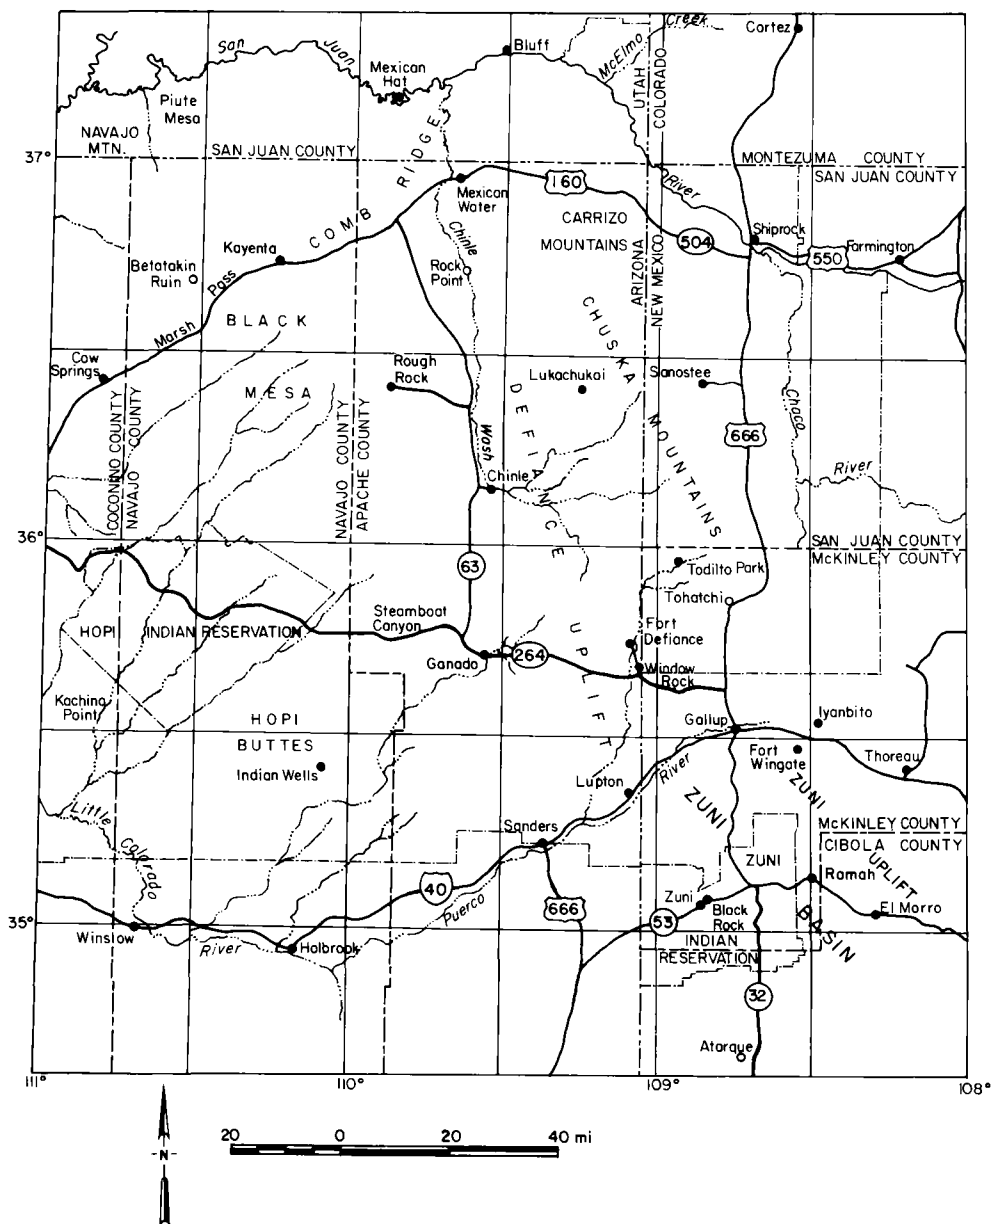 Creek
Cortez
San
Juan
Bluff
McElmo
Mexican
Hat
UTAH
COLORADO
Piute
Mesa
NAVAJO
MTN.
SAN JUAN COUNTY
37°
RIDGE
MONTEZUMA COUNTY
SAN JUAN COUNTY
River
160
Mexican
Water
COMB
CARRIZO
MOUNTAINS
504
Shiprock
Farmington
550
Kayenta
Chinle
Rock
Point
Betatakin
Ruin
Pass
Marsh
ARIZONA
NEW MEXICO
BLACK
MESA
CHUSKA
MOUNTAINS
Cow
Springs
Rough
Rock
Lukachukai
Sanostee
Chaco
River
DEFIANCE
UPLIFT
666
Wash
Chinle
COCONINO COUNTY
NAVAJO COUNTY
NAVAJO COUNTY
APACHE COUNTY
36°
SAN JUAN COUNTY
McKINLEY COUNTY
63
Todilto Park
Tohatchi
Steamboat
Canyon
Fort
Defiance
HOPI INDIAN RESERVATION
Ganado
264
Window
Rock
Kachina
Point
HOPI
BUTTES
Indian Wells
Gallup
Iyanbito
Fort
Wingate
Thoreau
Lupton
River
ZUNI
BASIN
ZUNI
UPLIFT
Little
Colorado
River
Sanders
McKINLEY COUNTY
CIBOLA COUNTY
ZUNI
Ramah
40
Puerco
666
Zuni
Black
Rock
El Morro
35°
Winslow
Holbrook
53
INDIAN
RESERVATION
32
Atarque
111°
110°
109°
108°
N
20 0 20 40 mi